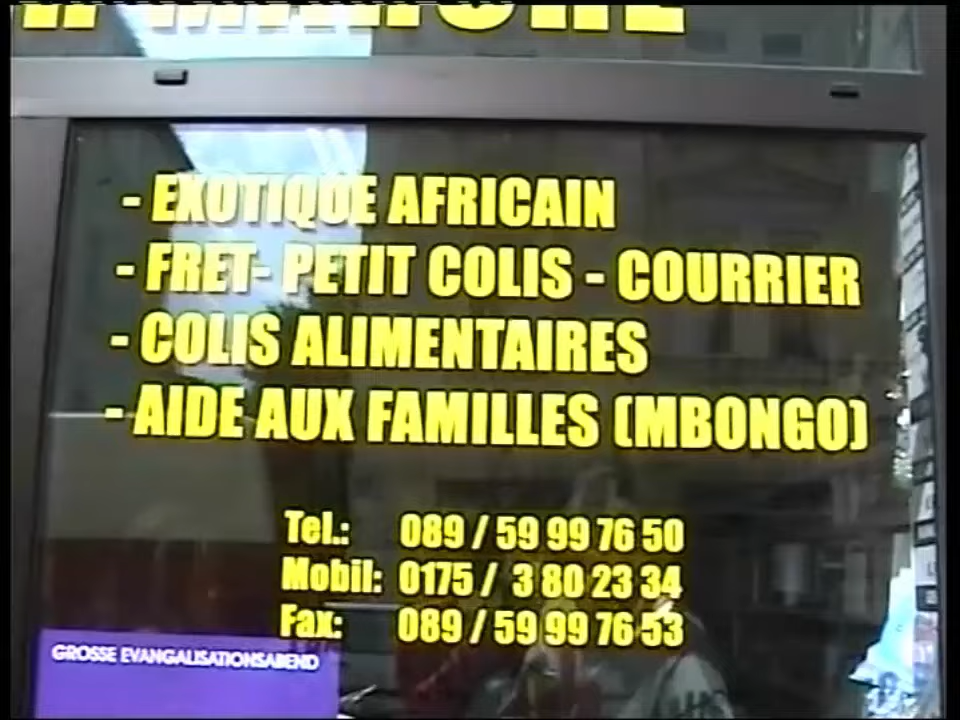 - EXOTIQUE AFRICAIN
- FRET- PETIT COLIS - COURRIER
- COLIS ALIMENTAIRES
- AIDE AUX FAMILLES (MBONGO)
Tel.: 089 / 59 99 76 50
Mobil: 0175 / 3 80 23 34
Fax: 089 / 59 99 76 53
GROSSE EVANGALISATIONSABEND